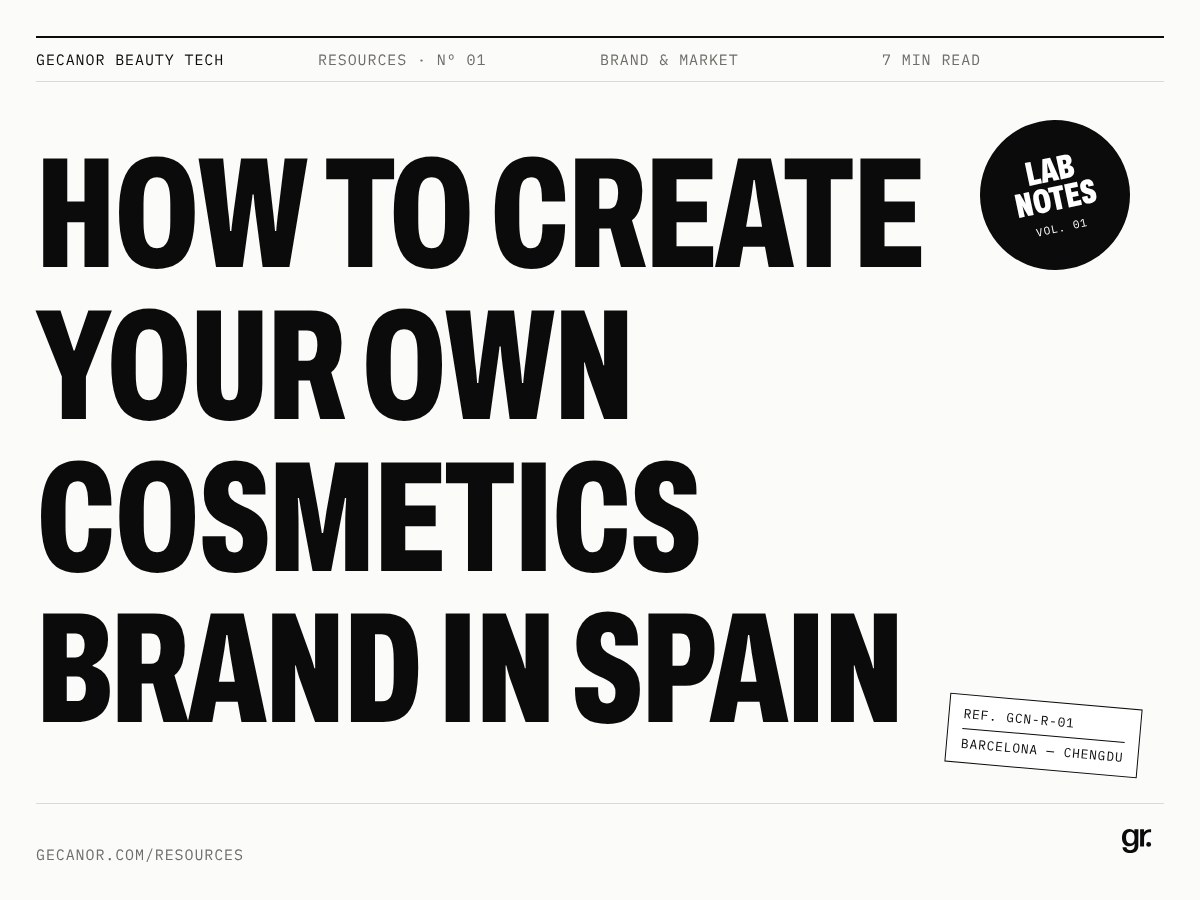 GECANOR BEAUTY TECH
RESOURCES · Nº 01
BRAND & MARKET
7 MIN READ
HOW TO CREATE
YOUR OWN
COSMETICS
BRAND IN SPAIN
LAB
NOTES
VOL. 01
REF. GCN-R-01
BARCELONA — CHENGDU
GECANOR.COM/RESOURCES
gr.